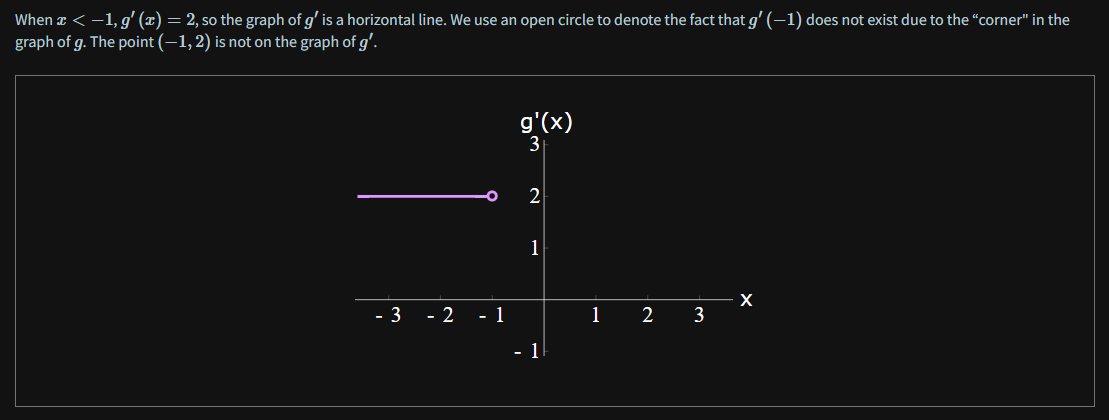 When x < −1, g′ (x) = 2, so the graph of g′ is a horizontal line. We use an open circle to denote the fact that g′ (−1) does not exist due to the “corner" in the
graph of g. The point (−1, 2) is not on the graph of g′.
g'(x)
3
2
1
x
- 3 - 2 - 1 1 2 3
- 1